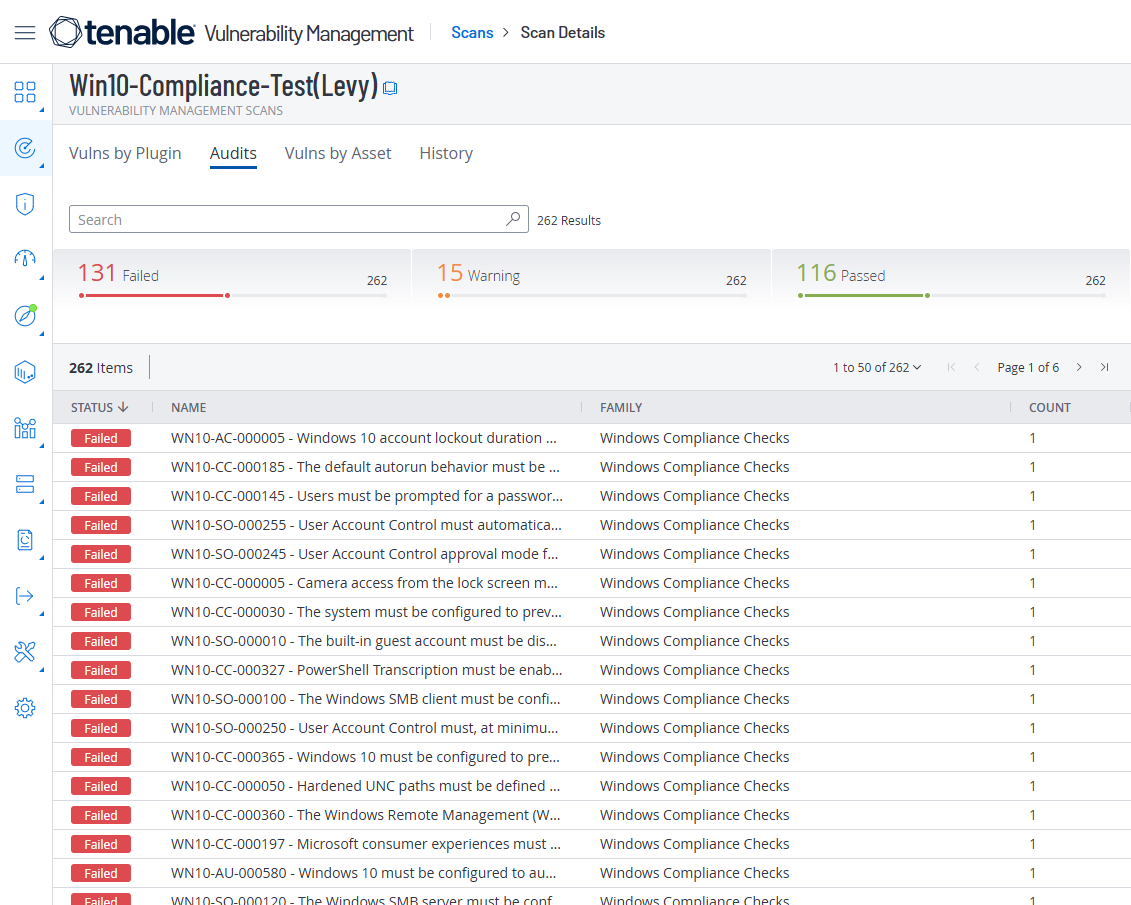 tenable Vulnerability Management Scans > Scan Details
Win10-Compliance-Test(Levy)
VULNERABILITY MANAGEMENT SCANS
Vulns by Plugin Audits Vulns by Asset History
Search 262 Results
131 Failed 262 15 Warning 262 116 Passed 262
262 Items 1 to 50 of 262 Page 1 of 6
STATUS NAME FAMILY COUNT
Failed WN10-AC-000005 - Windows 10 account lockout duration ... Windows Compliance Checks 1
Failed WN10-CC-000185 - The default autorun behavior must be ... Windows Compliance Checks 1
Failed WN10-CC-000145 - Users must be prompted for a passwor... Windows Compliance Checks 1
Failed WN10-SO-000255 - User Account Control must automatica... Windows Compliance Checks 1
Failed WN10-SO-000245 - User Account Control approval mode f... Windows Compliance Checks 1
Failed WN10-CC-000005 - Camera access from the lock screen m... Windows Compliance Checks 1
Failed WN10-CC-000030 - The system must be configured to prev... Windows Compliance Checks 1
Failed WN10-SO-000010 - The built-in guest account must be dis... Windows Compliance Checks 1
Failed WN10-CC-000327 - PowerShell Transcription must be enab... Windows Compliance Checks 1
Failed WN10-SO-000100 - The Windows SMB client must be confi... Windows Compliance Checks 1
Failed WN10-SO-000250 - User Account Control must, at minimu... Windows Compliance Checks 1
Failed WN10-CC-000365 - Windows 10 must be configured to pre... Windows Compliance Checks 1
Failed WN10-CC-000050 - Hardened UNC paths must be defined ... Windows Compliance Checks 1
Failed WN10-CC-000360 - The Windows Remote Management (W... Windows Compliance Checks 1
Failed WN10-CC-000197 - Microsoft consumer experiences must ... Windows Compliance Checks 1
Failed WN10-AU-000580 - Windows 10 must be configured to au... Windows Compliance Checks 1
Failed WN10-SO-000120 - The Windows SMB server must be conf... Windows Compliance Checks 1